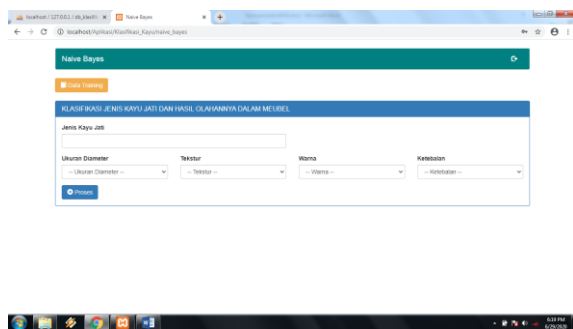 localhost / 127.0.0.1 / db_klasifi
Naive Bayes
localhost/Aplikasi/Klasifikasi_Kayu/naive_bayes
Naive Bayes
Data Training
KLASIFIKASI JENIS KAYU JATI DAN HASIL OLAHANNYA DALAM MEUBEL
Jenis Kayu Jati
Ukuran Diameter Tekstur Warna Ketebalan
-- Ukuran Diameter -- -- Tekstur -- -- Warna -- -- Ketebalan --
Proses
6:19 PM
6/29/2020